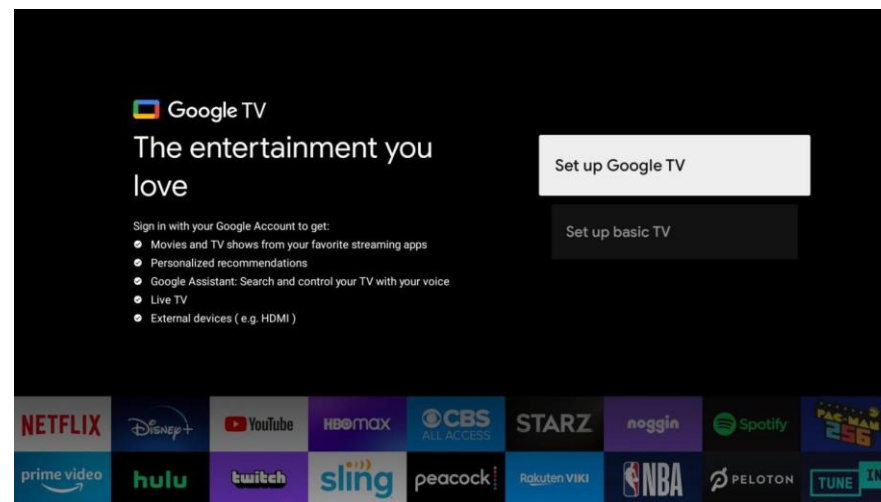 Google TV
The entertainment you
love
Sign in with your Google Account to get:
Movies and TV shows from your favorite streaming apps
Personalized recommendations
Google Assistant: Search and control your TV with your voice
Live TV
External devices ( e.g. HDMI )
Set up Google TV
Set up basic TV
NETFLIX
Disney+
YouTube
HBOMAX
CBS
ALL ACCESS
STARZ
noggin
Spotify
PAC-MAN
256
prime video
hulu
twitch
sling
peacock
Rakuten VIKI
NBA
PELOTON
TUNE IN